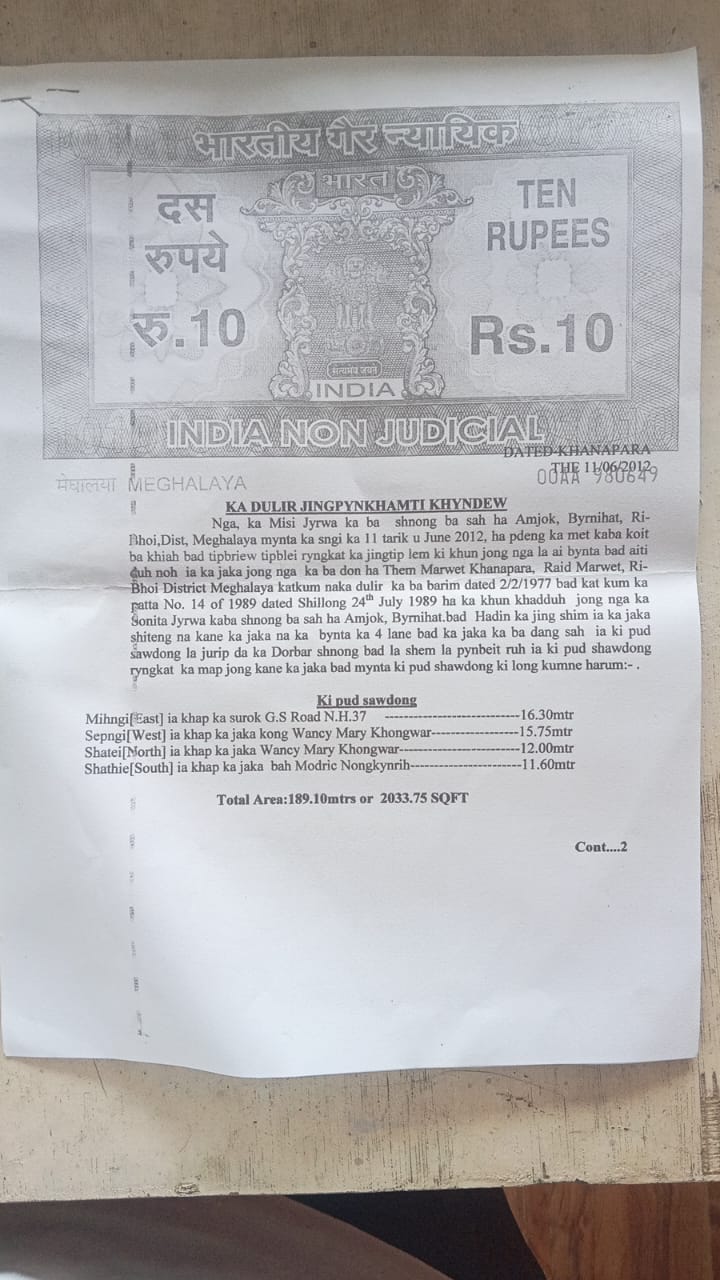 भारतीय गैर न्यायिक
भारत
दस
रुपये
रु.10
TEN
RUPEES
Rs.10
सत्यमेव जयते
INDIA
INDIA NON JUDICIAL
DATED-KHANAPARA
THE 11/06/2012
मेघालय MEGHALAYA
00AA 980649
KA DULIR JINGPYNKHAMTI KHYNDEW
Nga, ka Misi Jyrwa ka ba shnong ba sah ha Amjok, Byrnihat, Ri-
Bhoi,Dist, Meghalaya mynta ka sngi ka 11 tarik u June 2012, ha pdeng ka met kaba koit
ba khiah bad tipbriew tipblei ryngkat ka jingtip lem ki khun jong nga la ai bynta bad aiti
duh noh ia ka jaka jong nga ka ba don ha Them Marwet Khanapara, Raid Marwet, Ri-
Bhoi District Meghalaya katkum naka dulir ka ba barim dated 2/2/1977 bad kat kum ka
patta No. 14 of 1989 dated Shillong 24th July 1989 ha ka khun khadduh jong nga ka
Sonita Jyrwa kaba shnong ba sah ha Amjok, Byrnihat.bad Hadin ka jing shim ia ka jaka
shiteng na kane ka jaka na ka bynta ka 4 lane bad ka jaka ka ba dang sah ia ki pud
sawdong la jurip da ka Dorbar shnong bad la shem la pynbeit ruh ia ki pud shawdong
ryngkat ka map jong kane ka jaka bad mynta ki pud shawdong ki long kumne harum:- .
Ki pud sawdong
Mihngi[East] ia khap ka surok G.S Road N.H.37 ---------------------------16.30mtr
Sepngi[West] ia khap ka jaka kong Wancy Mary Khongwar-----------------15.75mtr
Shatei[North] ia khap ka jaka Wancy Mary Khongwar------------------------12.00mtr
Shathie[South] ia khap ka jaka bah Modric Nongkynrih----------------------11.60mtr
Total Area:189.10mtrs or 2033.75 SQFT
Cont....2